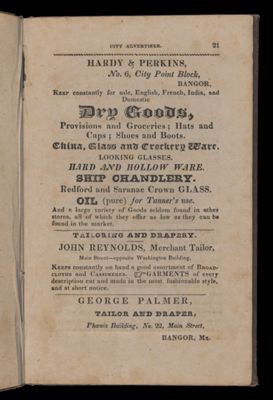 CITY ADVERTISER. 21
HARDY & PERKINS,
No. 6, City Point Block,
BANGOR,
KEEP constantly for sale, English, French, India, and
Domestic
Dry Goods,
Provisions and Groceries; Hats and
Caps; Shoes and Boots.
China, Glass and Crockery Ware.
LOOKING GLASSES.
HARD AND HOLLOW WARE.
SHIP CHANDLERY.
Redford and Saranac Crown GLASS.
OIL (pure) for Tanner's use.
And a large variety of Goods seldom found in other
stores, all of which they offer as low as they can be
found in the market.
TAILORING AND DRAPERY.
JOHN REYNOLDS, Merchant Tailor,
Main Street—opposite Washington Building,
KEEPS constantly on hand a good assortment of BROAD-
CLOTHS and CASSIMERES. ☞GARMENTS of every
description cut and made in the most fashionable style,
and at short notice.
GEORGE PALMER,
TAILOR AND DRAPER,
Phœnix Building, No. 22, Main Street,
BANGOR, Me.